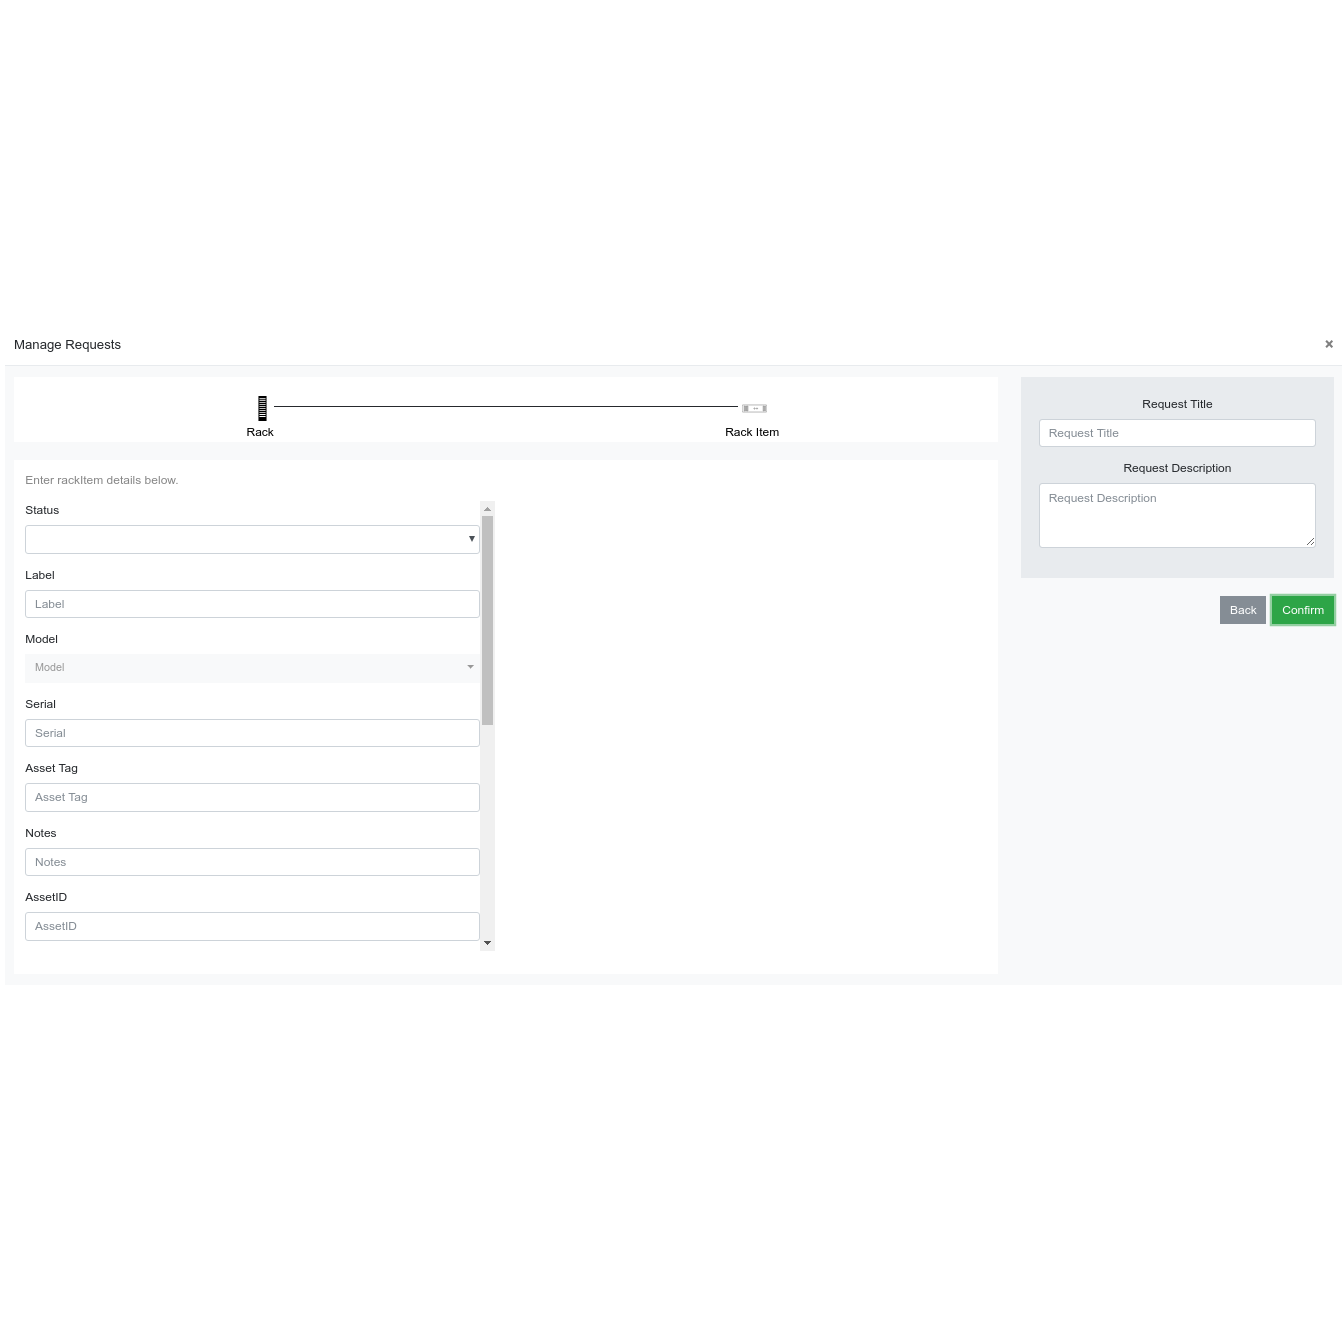 Manage Requests
×
Rack
Rack Item
Enter rackItem details below.
Status
Label
Label
Model
Model
Serial
Serial
Asset Tag
Asset Tag
Notes
Notes
AssetID
AssetID
Request Title
Request Title
Request Description
Request Description
Back
Confirm